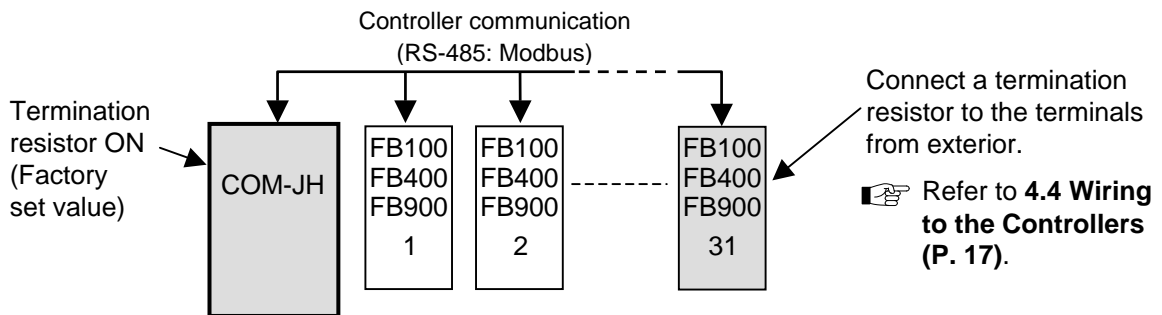 Controller communication
(RS-485: Modbus)
Termination
resistor ON
(Factory
set value)
COM-JH
FB100
FB400
FB900
1
FB100
FB400
FB900
2
FB100
FB400
FB900
31
Connect a termination
resistor to the terminals
from exterior.
Refer to 4.4 Wiring
to the Controllers
(P. 17).